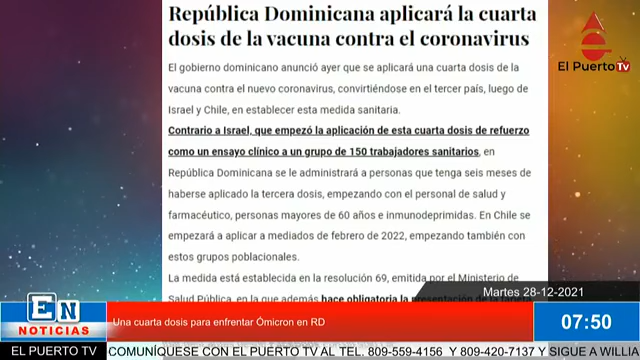 República Dominicana aplicará la cuarta
dosis de la vacuna contra el coronavirus
El Puerto Tv
El gobierno dominicano anunció ayer que se aplicará una cuarta dosis de la
vacuna contra el nuevo coronavirus, convirtiéndose en el tercer país, luego de
Israel y Chile, en establecer esta medida sanitaria.
Contrario a Israel, que empezó la aplicación de esta cuarta dosis de refuerzo
como un ensayo clínico a un grupo de 150 trabajadores sanitarios, en
República Dominicana se le administrará a personas que tenga seis meses de
haberse aplicado la tercera dosis, empezando con el personal de salud y
farmacéutico, personas mayores de 60 años e inmunodeprimidas. En Chile se
empezará a aplicar a mediados de febrero de 2022, empezando también con
estos grupos poblacionales.
La medida está establecida en la resolución 69, emitida por el Ministerio de
Salud Pública, en la que además hace obligatoria la presentación de la tarjeta
Martes 28-12-2021
EN
NOTICIAS
Una cuarta dosis para enfrentar Ómicron en RD
07:50
EL PUERTO TV
COMUNÍQUESE CON EL PUERTO TV AL TEL. 809-559-4156 Y 809-420-7137 Y SIGUE A WILLIA